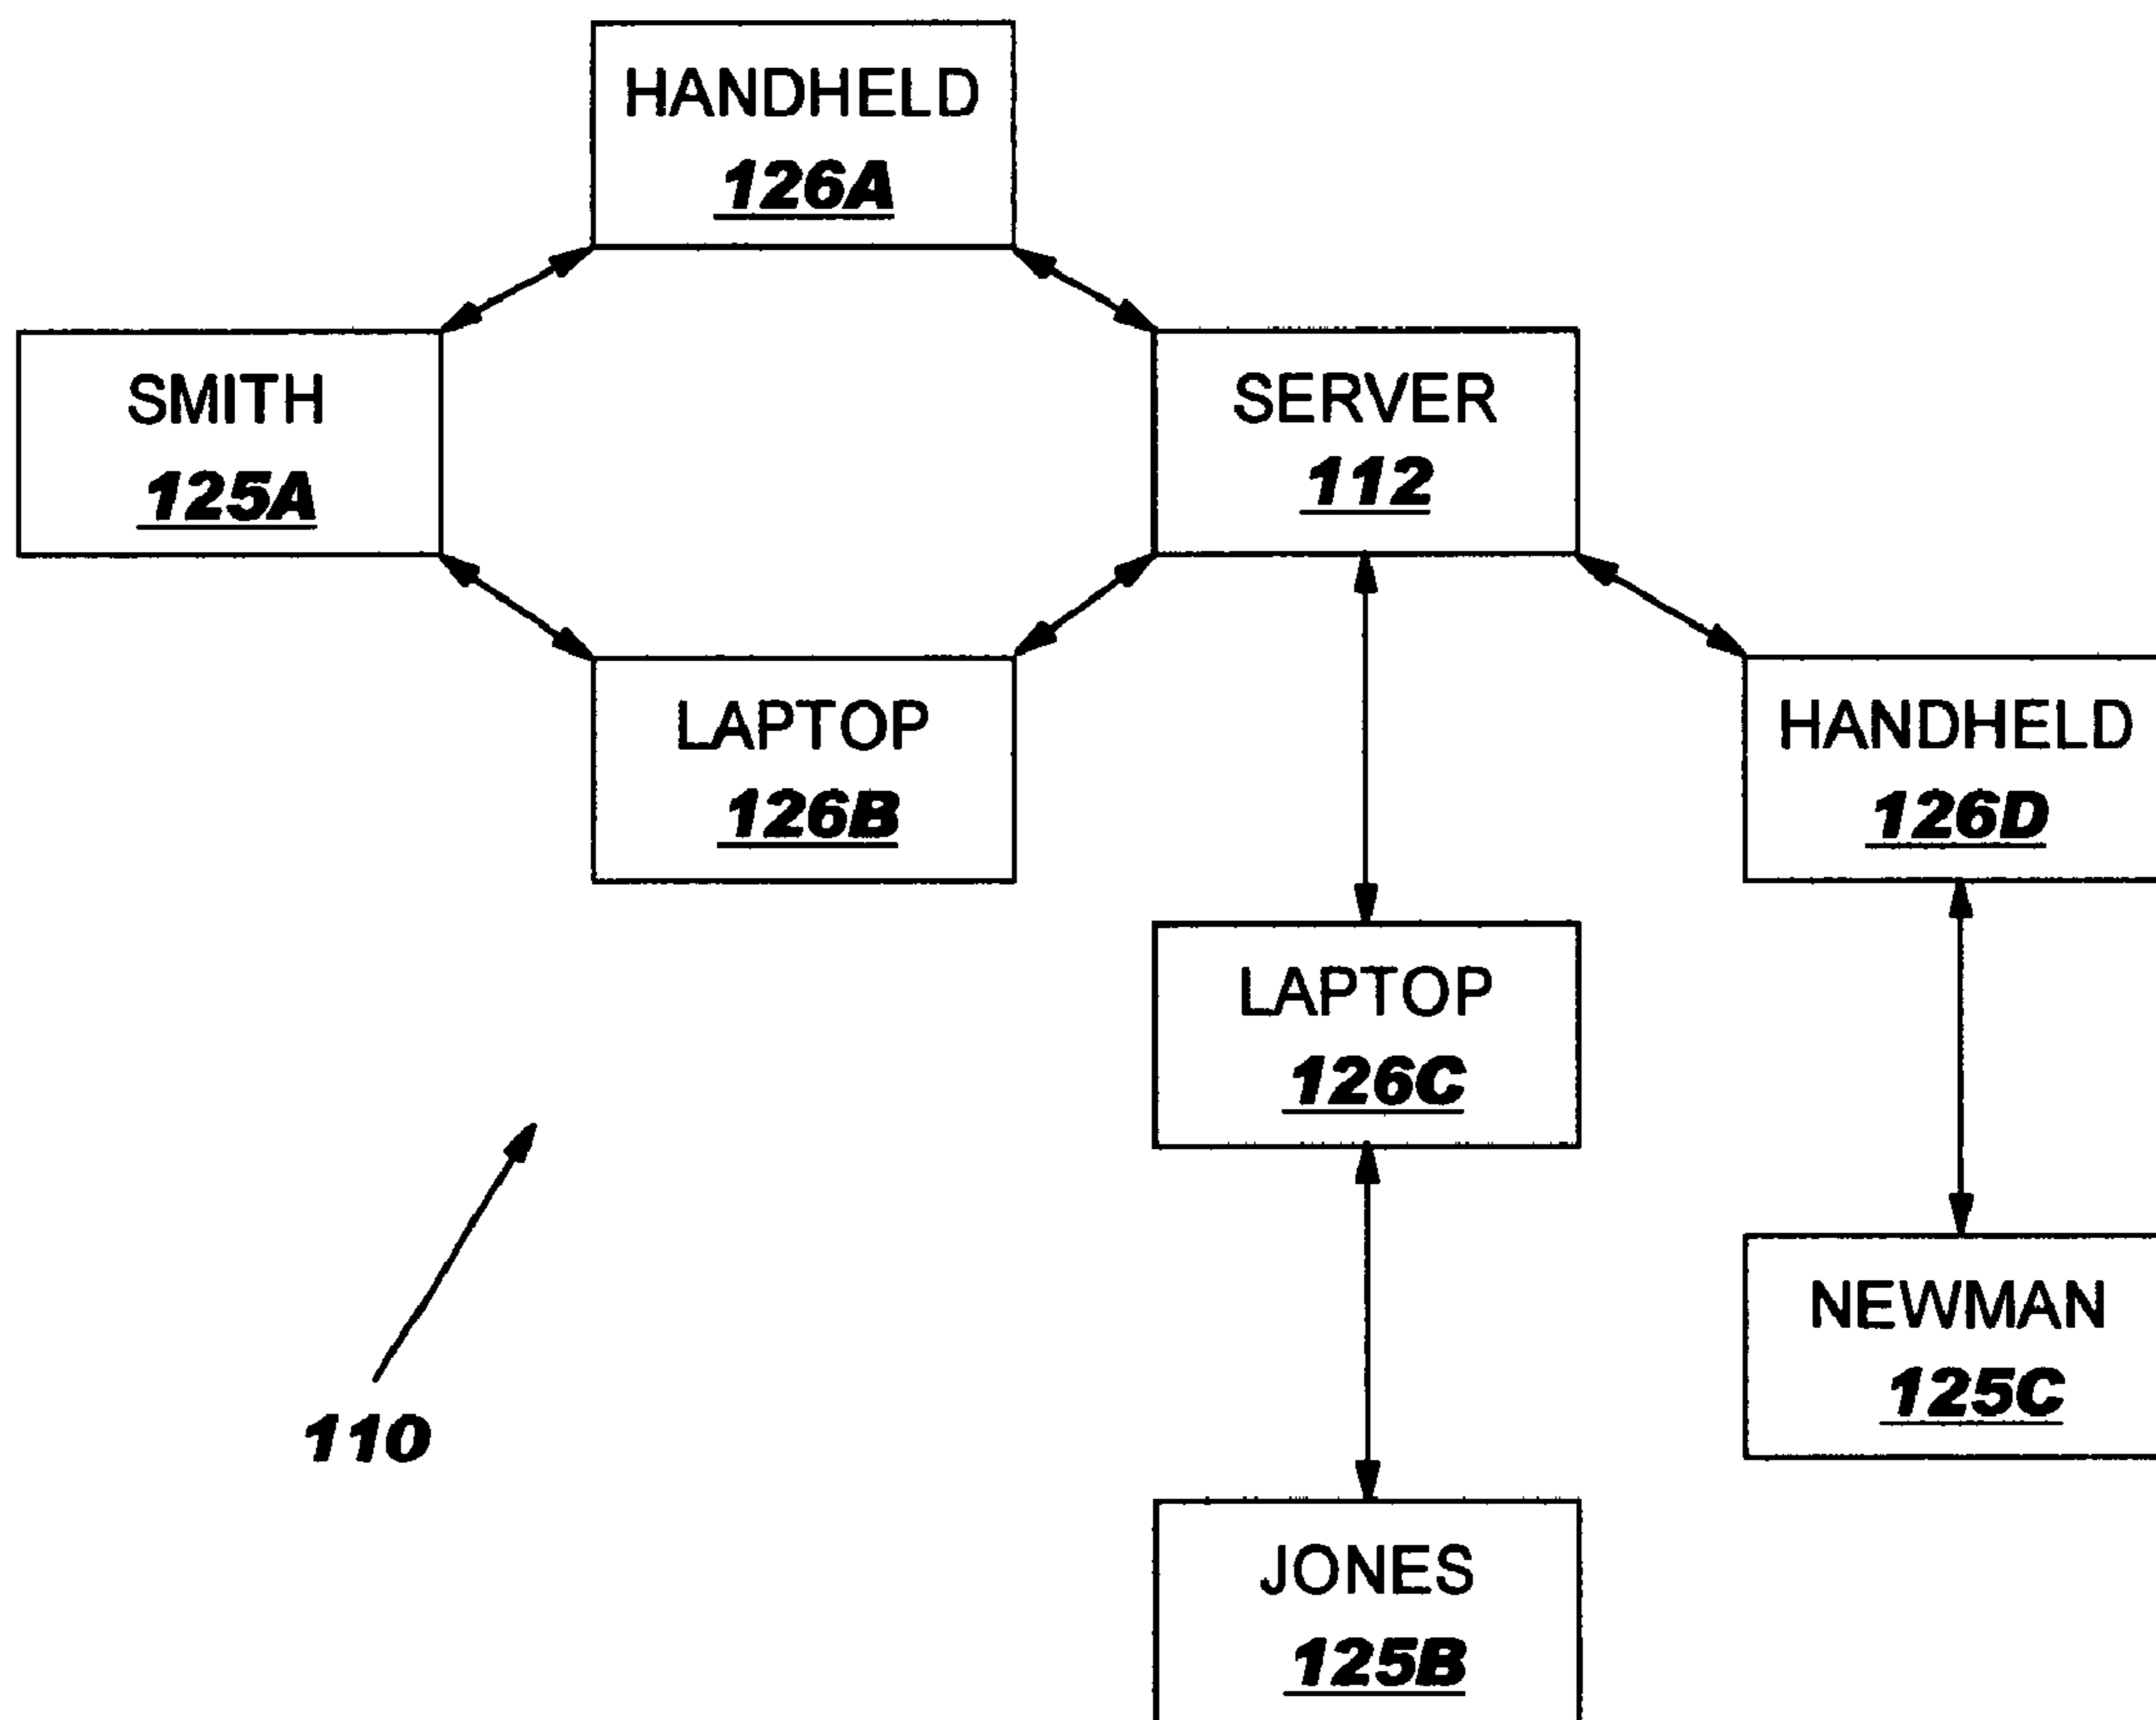 HANDHELD
126A
SMITH
125A
SERVER
112
LAPTOP
126B
HANDHELD
126D
LAPTOP
126C
110
NEWMAN
125C
JONES
125B